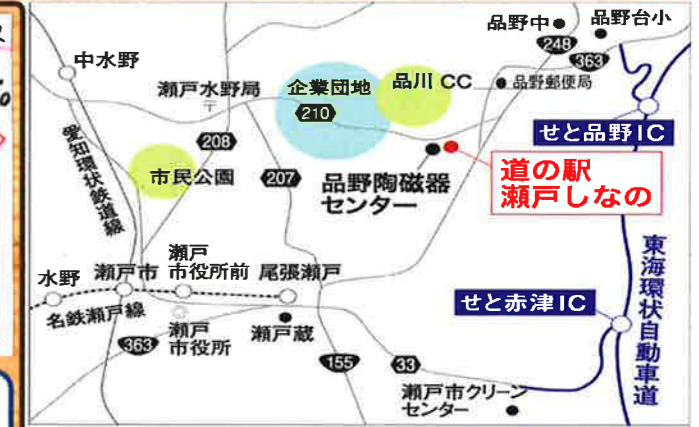 品野中
品野台小
248
363
中水野
瀬戸水野局
〒
企業団地
210
品川 CC
品野郵便局
せと品野IC
愛知環状鉄道線
208
市民公園
207
品野陶磁器
センター
道の駅
瀬戸しなの
水野
瀬戸市
瀬戸
市役所前
尾張瀬戸
東海環状自動車道
せと赤津IC
名鉄瀬戸線
363
瀬戸
市役所
瀬戸蔵
155
33
瀬戸市クリーン
センター